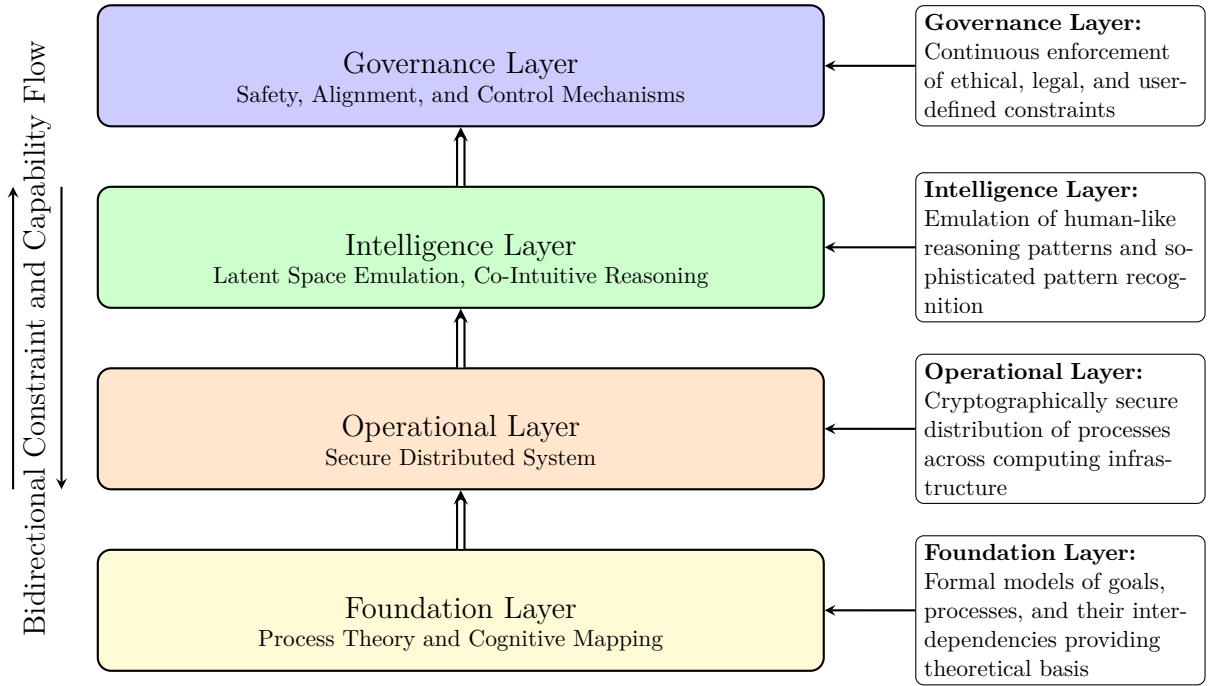 Governance Layer
Safety, Alignment, and Control Mechanisms
Governance Layer:
Continuous enforcement
of ethical, legal, and user-
defined constraints
Intelligence Layer
Latent Space Emulation, Co-Intuitive Reasoning
Intelligence Layer:
Emulation of human-like
reasoning patterns and so-
phisticated pattern recog-
nition
Operational Layer
Secure Distributed System
Operational Layer:
Cryptographically secure
distribution of processes
across computing infras-
tructure
Foundation Layer
Process Theory and Cognitive Mapping
Foundation Layer:
Formal models of goals,
processes, and their inter-
dependencies providing
theoretical basis
Bidirectional Constraint and Capability Flow